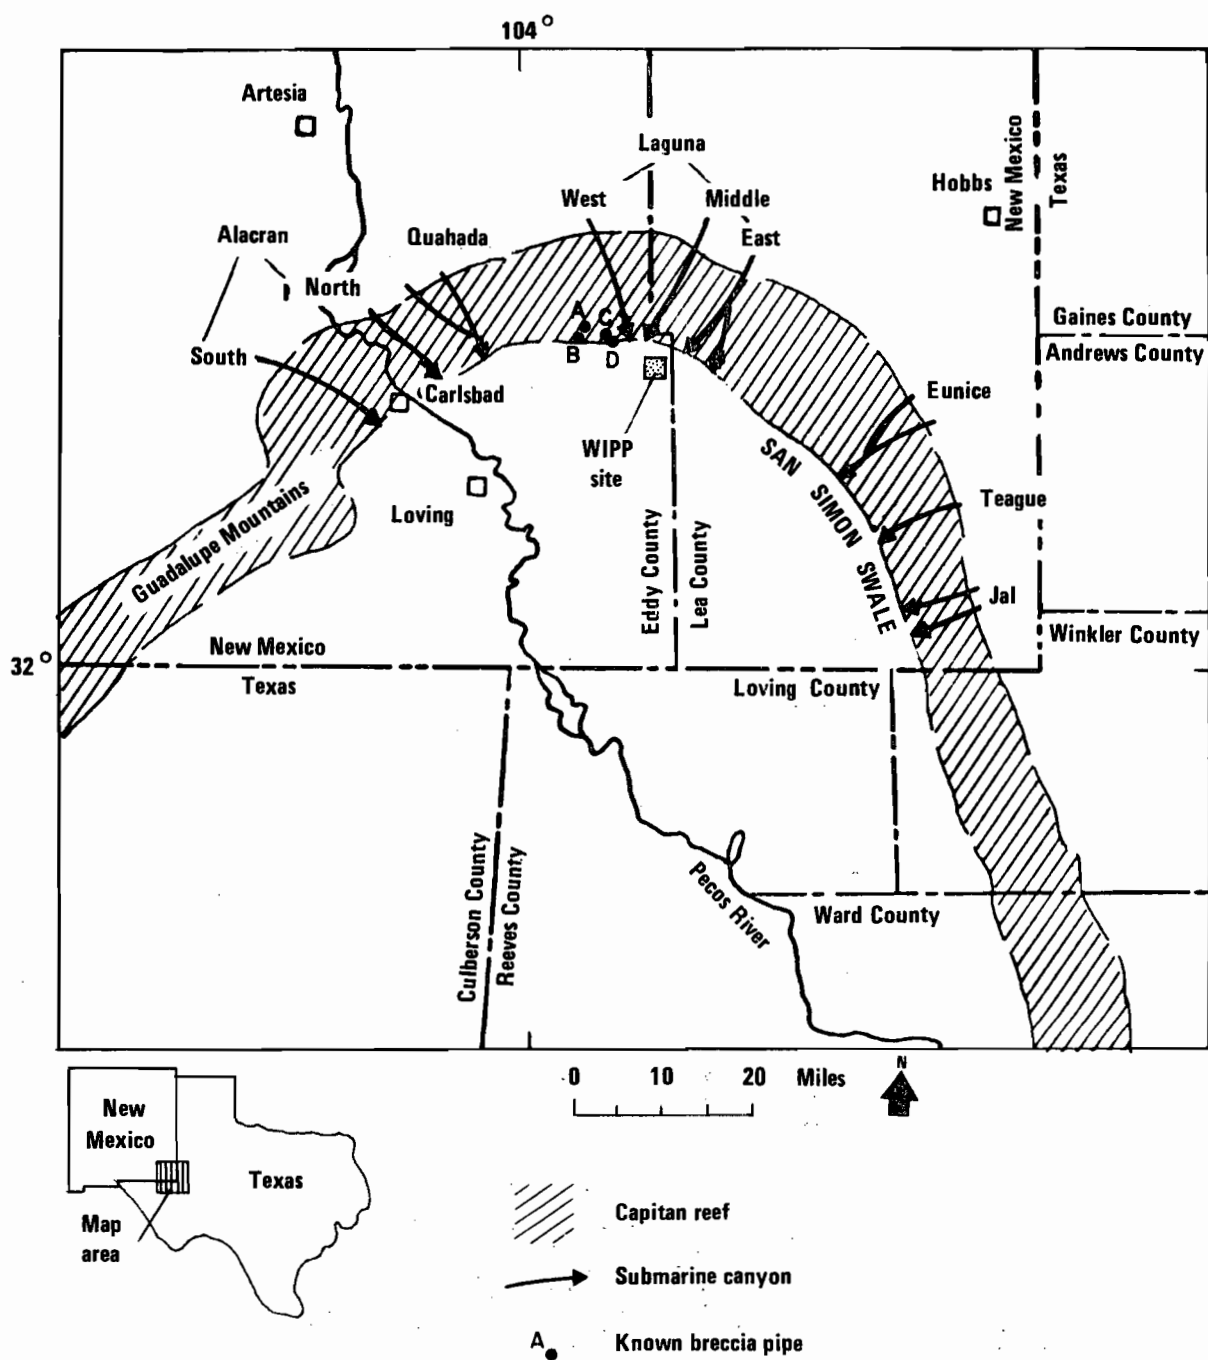 104°
Artesia
Laguna
Hobbs
New Mexico
Texas
West
Middle
Alacran
Quahada
East
North
Gaines County
A
C
South
B
D
Andrews County
Carlsbad
Eunice
WIPP
site
SAN SIMON SWALE
Teague
Loving
Guadalupe Mountains
Eddy County
Lea County
Jal
Winkler County
New Mexico
32°
Texas
Loving County
Culberson County
Reeves County
Pecos River
Ward County
0 10 20 Miles
N
New
Mexico
Texas
Map
area
Capitan reef
Submarine canyon
A
Known breccia pipe